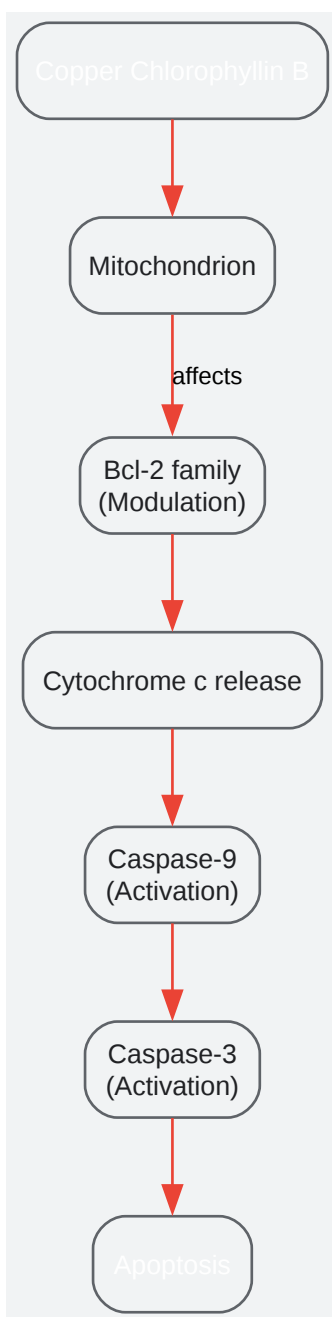 Copper Chlorophyllin B
Mitochondrion
affects
Bcl-2 family
(Modulation)
Cytochrome c release
Caspase-9
(Activation)
Caspase-3
(Activation)
Apoptosis